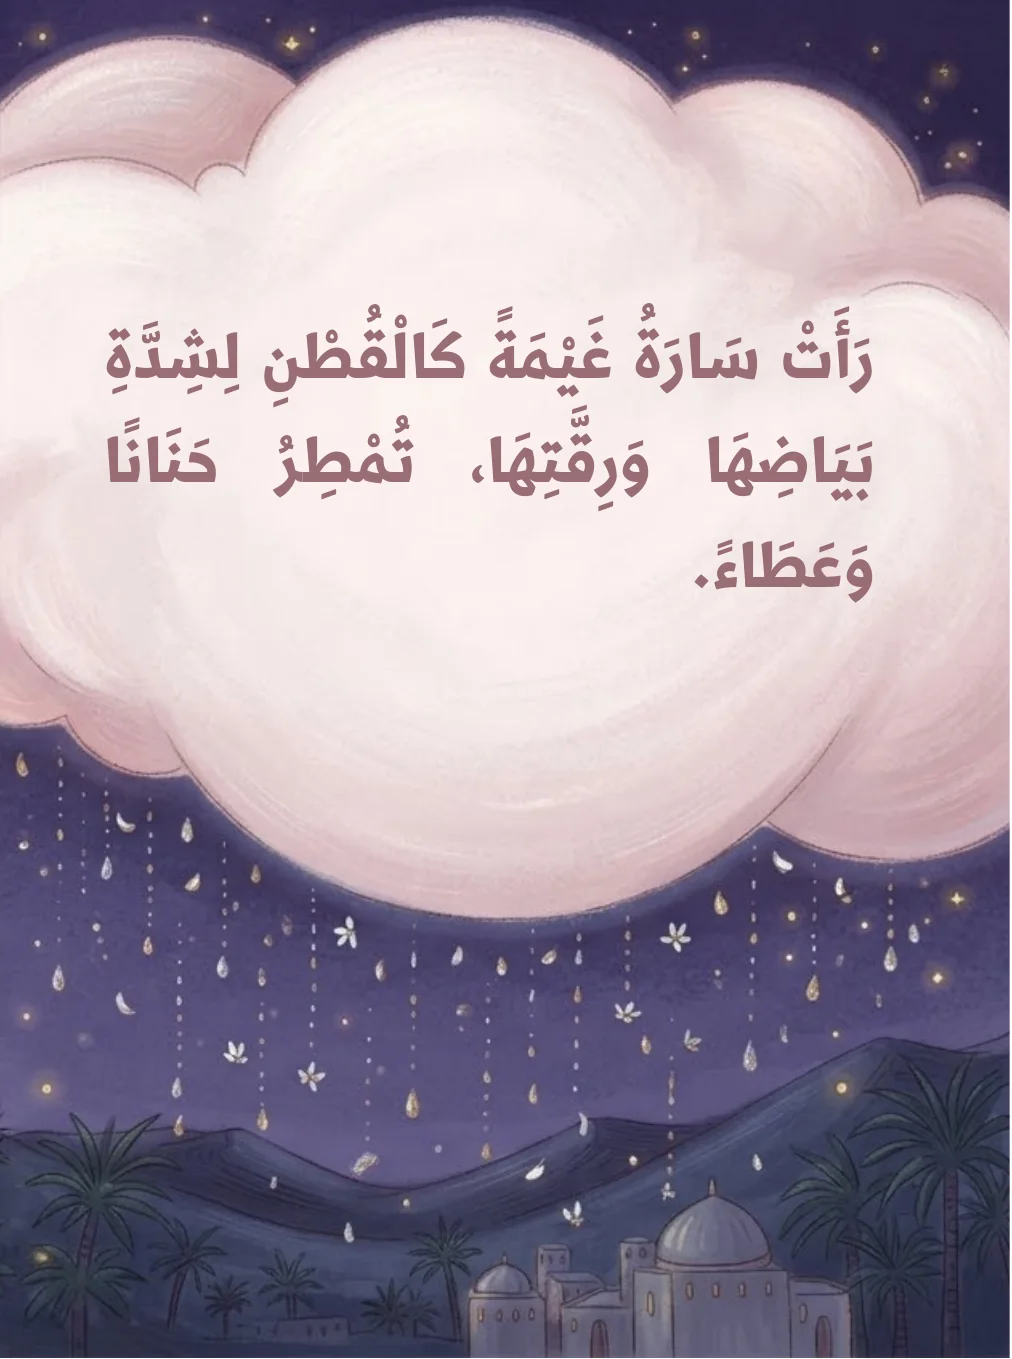 رَأَتْ سَارَةُ غَيْمَةً كَالْقُطْنِ لِشِدَّةِ
بَيَاضِهَا وَرِقَّتِهَا، تُمْطِرُ حَنَانًا
وَعَطَاءً.